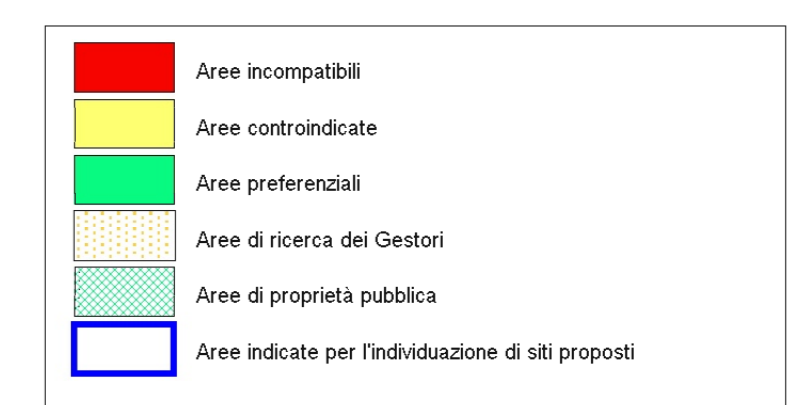 Aree incompatibili
Aree controindicate
Aree preferenziali
Aree di ricerca dei Gestori
Aree di proprietà pubblica
Aree indicate per l'individuazione di siti proposti